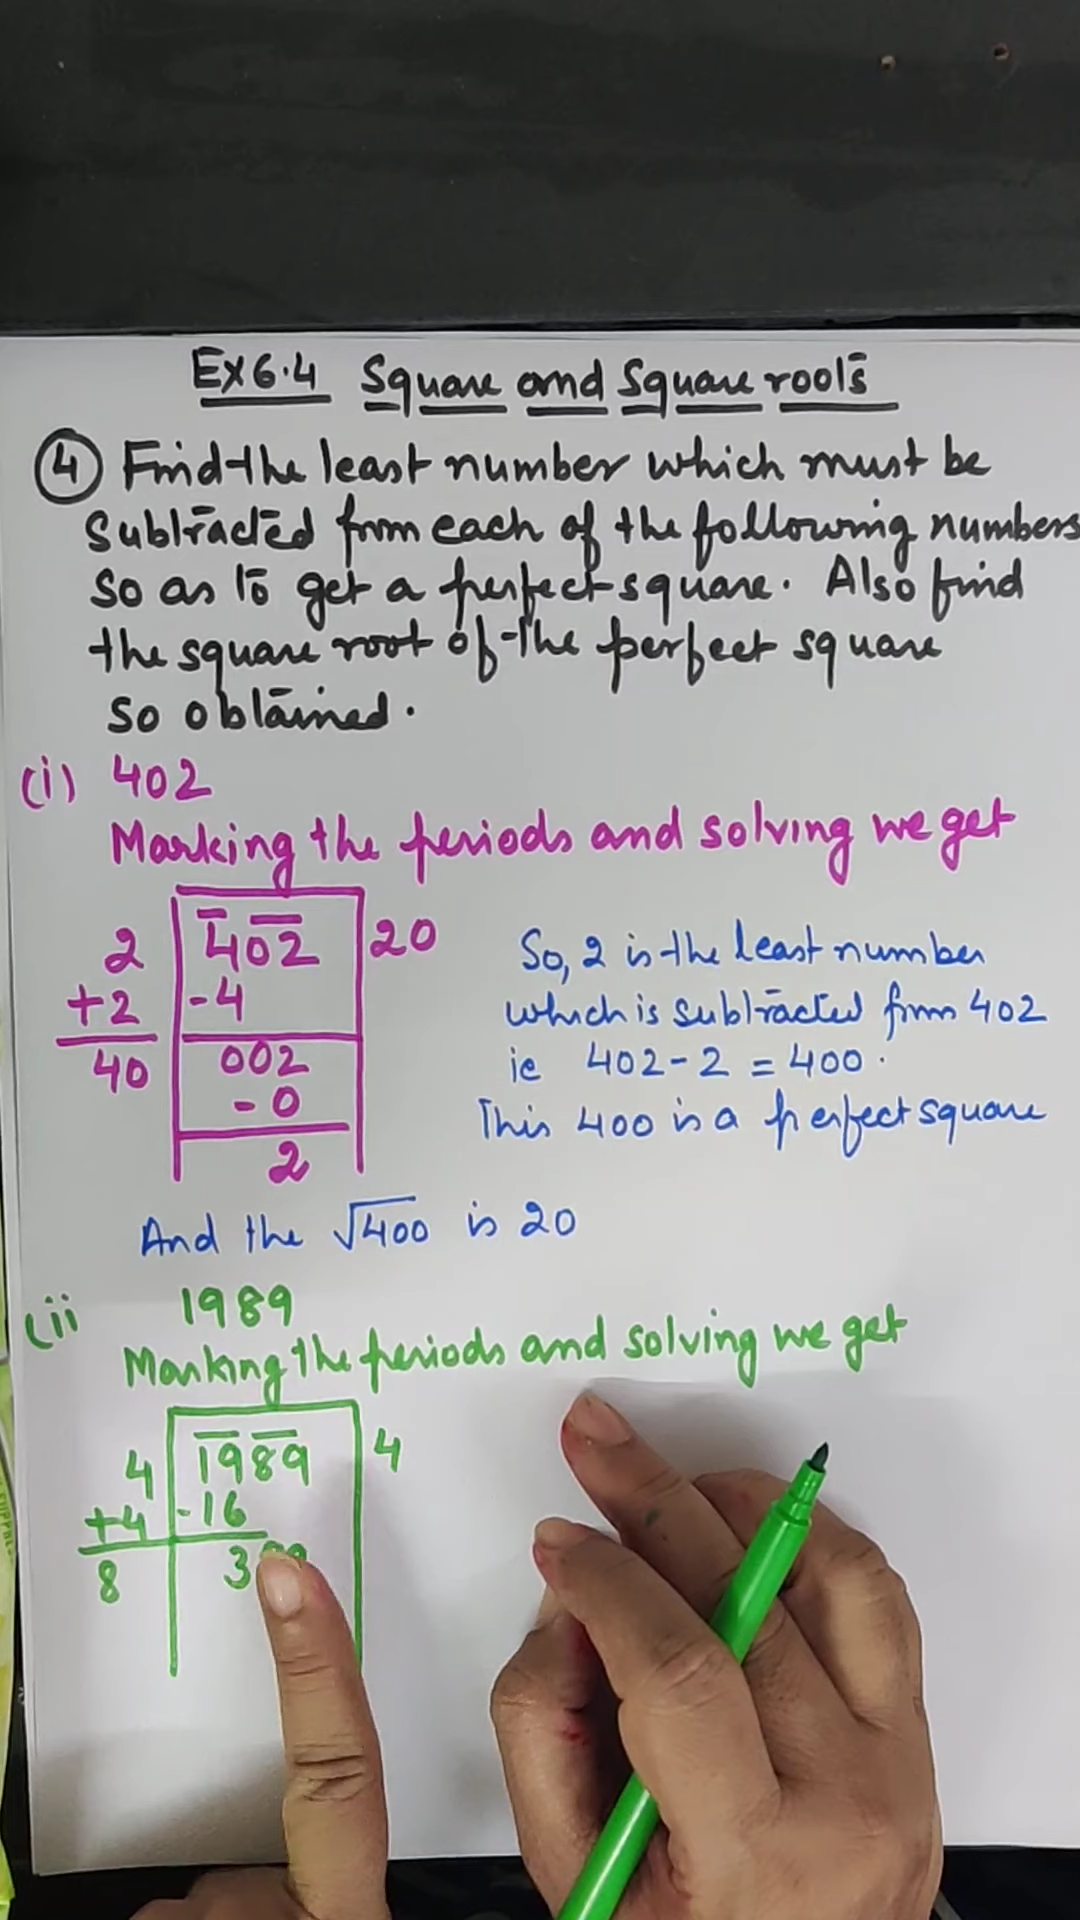 Ex 6.4 Square and Square roots
4 Find the least number which must be
Subtracted from each of the following numbers
so as to get a perfect square. Also find
the square root of the perfect square
so obtained.
(i) 402
Marking the periods and solving we get
2 402 20
+2 -4
40 002
- 0
2
So, 2 is the least number
which is subtracted from 402
ie 402 - 2 = 400.
This 400 is a perfect square
And the √400 is 20
(ii 1989
Marking the periods and solving we get
4 1989 4
+4 -16
8 3